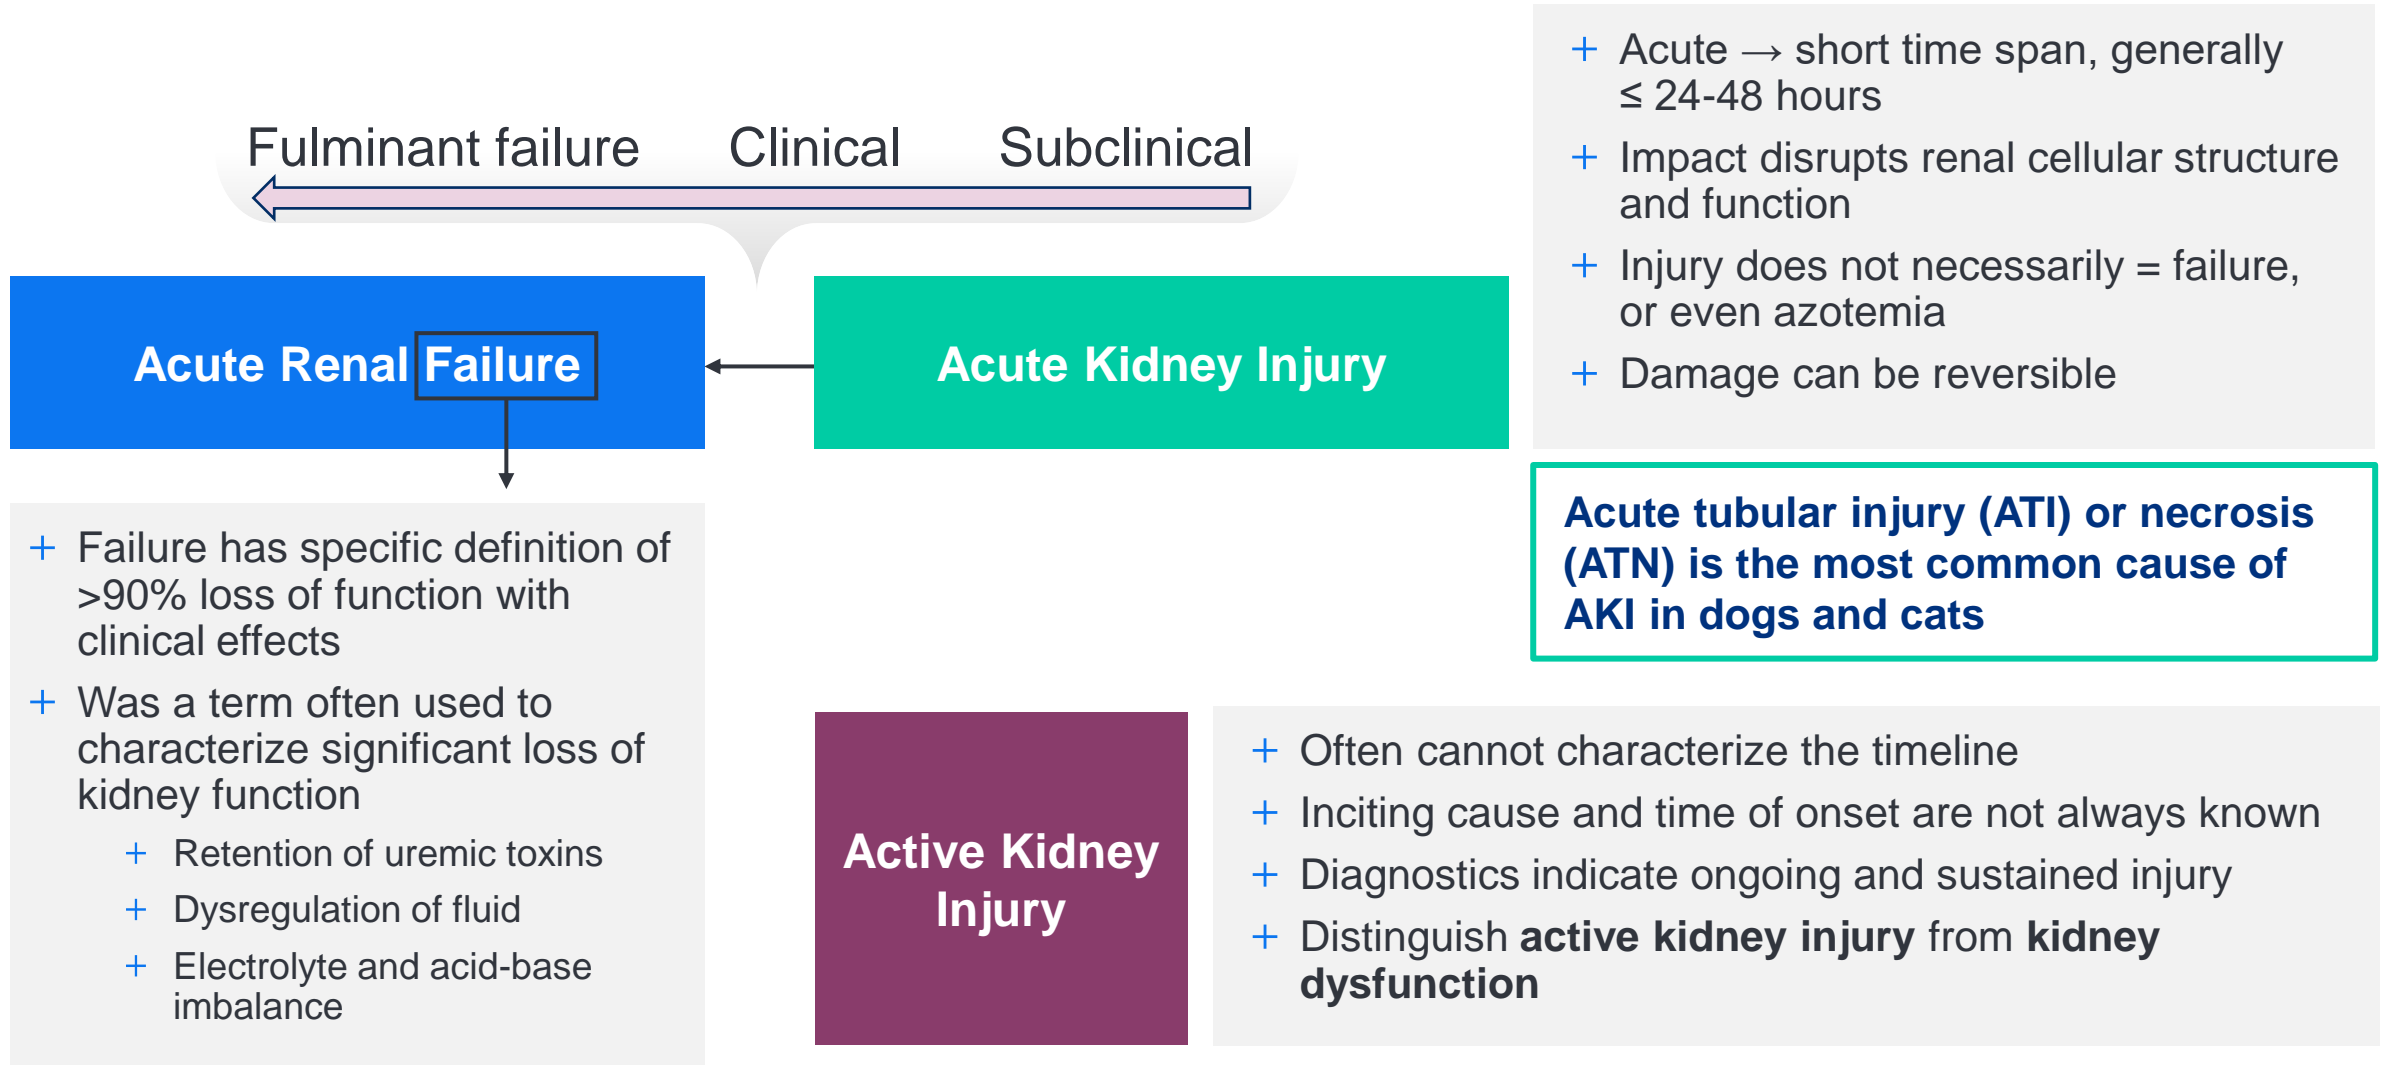 Fulminant failure Clinical Subclinical
Acute Renal Failure
Acute Kidney Injury
+ Acute → short time span, generally
≤ 24-48 hours
+ Impact disrupts renal cellular structure
and function
+ Injury does not necessarily = failure,
or even azotemia
+ Damage can be reversible
Acute tubular injury (ATI) or necrosis
(ATN) is the most common cause of
AKI in dogs and cats
+ Failure has specific definition of
>90% loss of function with
clinical effects
+ Was a term often used to
characterize significant loss of
kidney function
+ Retention of uremic toxins
+ Dysregulation of fluid
+ Electrolyte and acid-base
imbalance
Active Kidney
Injury
+ Often cannot characterize the timeline
+ Inciting cause and time of onset are not always known
+ Diagnostics indicate ongoing and sustained injury
+ Distinguish active kidney injury from kidney
dysfunction